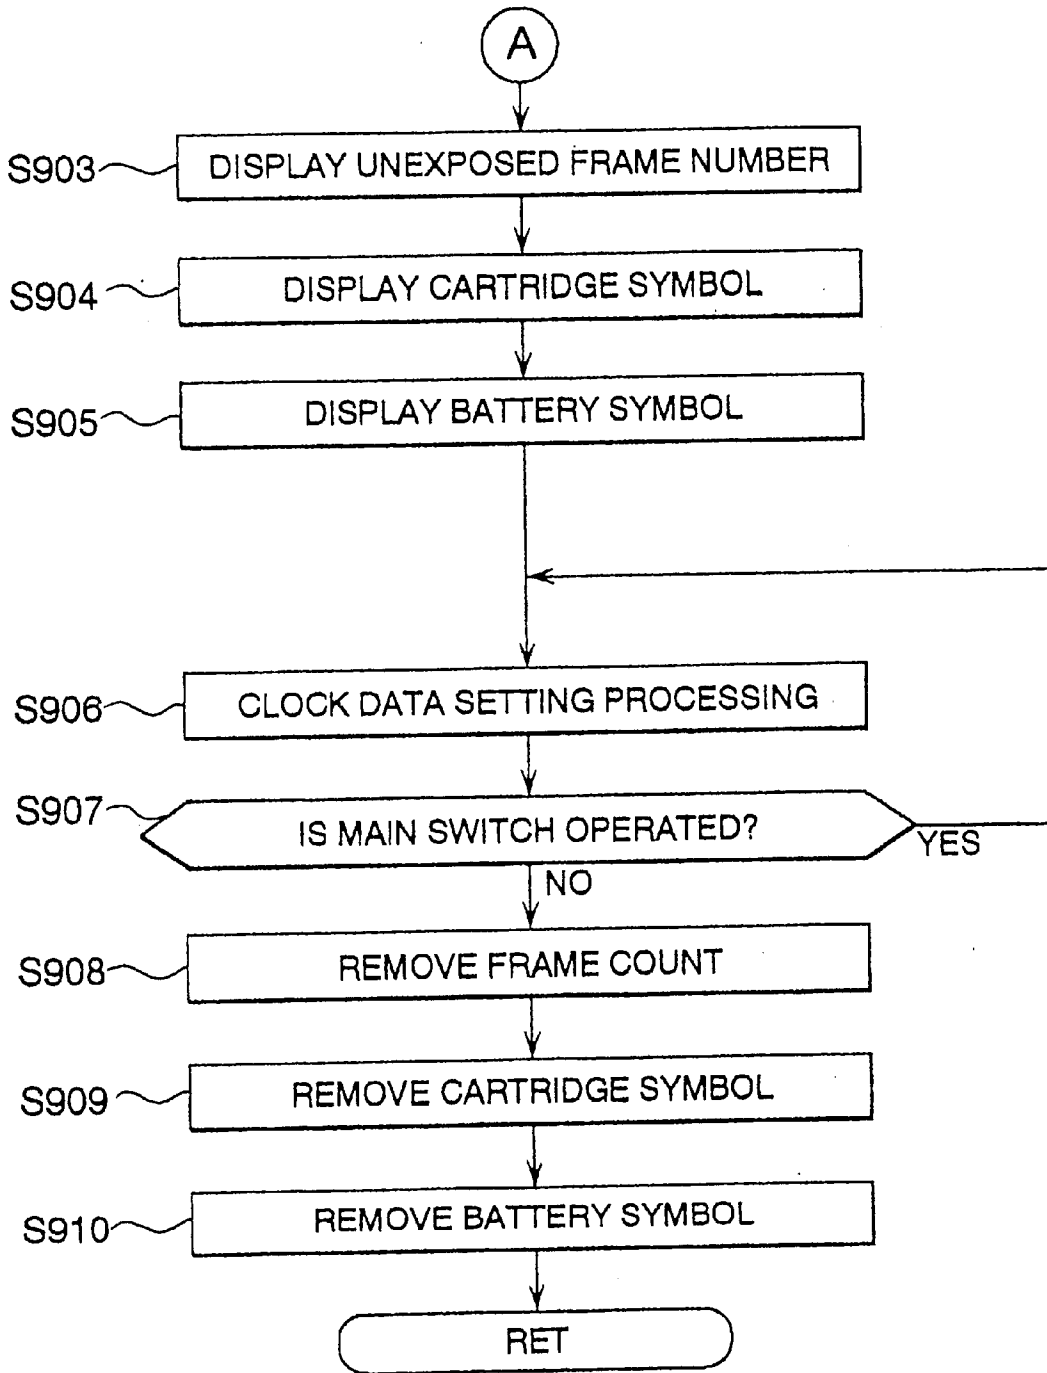 A
S903 DISPLAY UNEXPOSED FRAME NUMBER
S904 DISPLAY CARTRIDGE SYMBOL
S905 DISPLAY BATTERY SYMBOL
S906 CLOCK DATA SETTING PROCESSING
S907 IS MAIN SWITCH OPERATED?
YES
NO
S908 REMOVE FRAME COUNT
S909 REMOVE CARTRIDGE SYMBOL
S910 REMOVE BATTERY SYMBOL
RET